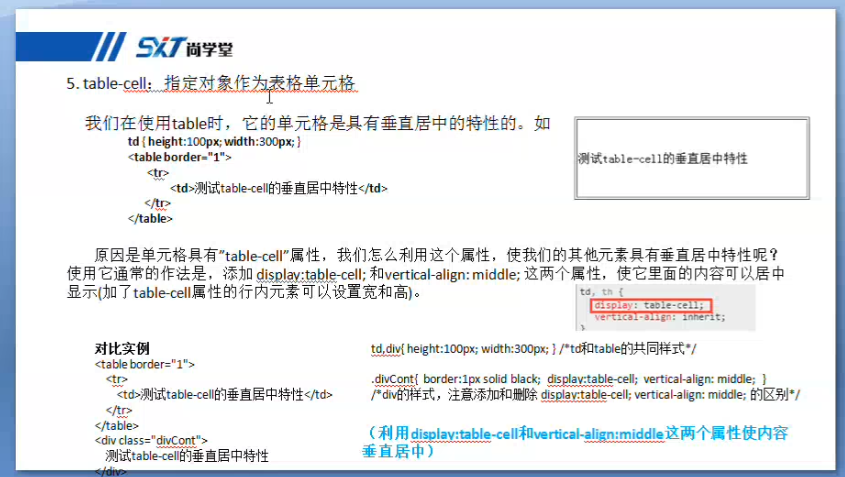 SXT 尚学堂
5. table-cell：指定对象作为表格单元格
我们在使用table时，它的单元格是具有垂直居中的特性的。如
td { height:100px; width:300px; }
<table border="1">
<tr>
<td>测试table-cell的垂直居中特性</td>
</tr>
</table>
测试table-cell的垂直居中特性
原因是单元格具有"table-cell"属性，我们怎么利用这个属性，使我们的其他元素具有垂直居中特性呢？
使用它通常的作法是，添加 display:table-cell; 和vertical-align: middle; 这两个属性，使它里面的内容可以居中
显示(加了table-cell属性的行内元素可以设置宽和高)。
td, th {
display: table-cell;
vertical-align: inherit;
}
对比实例
<table border="1">
<tr>
<td>测试table-cell的垂直居中特性</td>
</tr>
</table>
<div class="divCont">
测试table-cell的垂直居中特性
</div>
td,div{ height:100px; width:300px; } /*td和table的共同样式*/
.divCont{ border:1px solid black; display:table-cell; vertical-align: middle; }
/*div的样式，注意添加和删除 display:table-cell; vertical-align: middle; 的区别*/
（利用display:table-cell和vertical-align:middle这两个属性使内容
垂直居中）